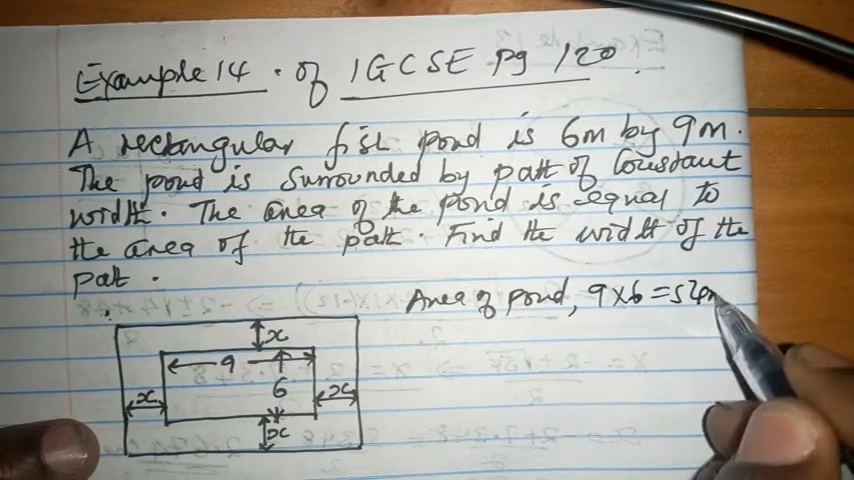 Example 14. of IGCSE pg 120.
A rectangular fish pond is 6m by 9m.
The pond is surrounded by path of constant
width. The area of the pond is equal to
the area of the path. Find the width of the
path.
Area of pond, 9x6=54m
x
9
6
x
x
x